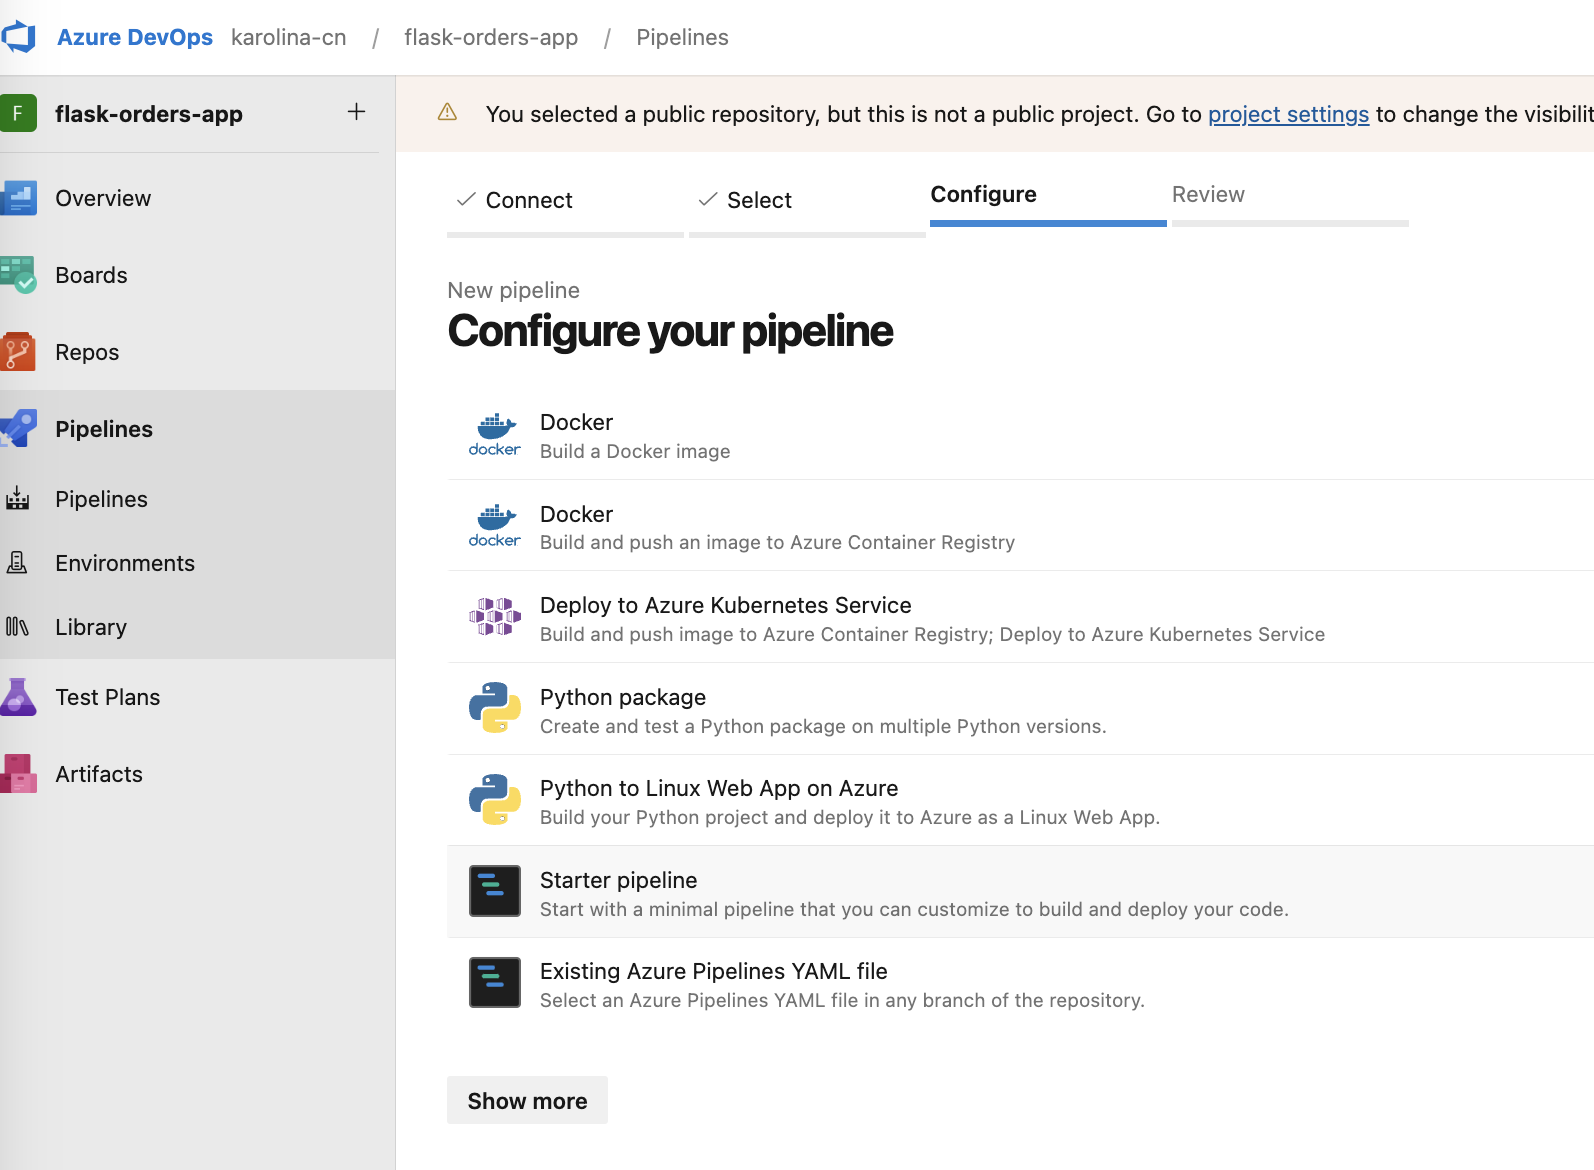 Azure DevOps karolina-cn / flask-orders-app / Pipelines
F flask-orders-app +
You selected a public repository, but this is not a public project. Go to project settings to change the visibilit
Overview
Boards
Repos
Pipelines
Pipelines
Environments
Library
Test Plans
Artifacts
Connect Select Configure Review
New pipeline
Configure your pipeline
docker
Docker
Build a Docker image
docker
Docker
Build and push an image to Azure Container Registry
Deploy to Azure Kubernetes Service
Build and push image to Azure Container Registry; Deploy to Azure Kubernetes Service
Python package
Create and test a Python package on multiple Python versions.
Python to Linux Web App on Azure
Build your Python project and deploy it to Azure as a Linux Web App.
Starter pipeline
Start with a minimal pipeline that you can customize to build and deploy your code.
Existing Azure Pipelines YAML file
Select an Azure Pipelines YAML file in any branch of the repository.
Show more